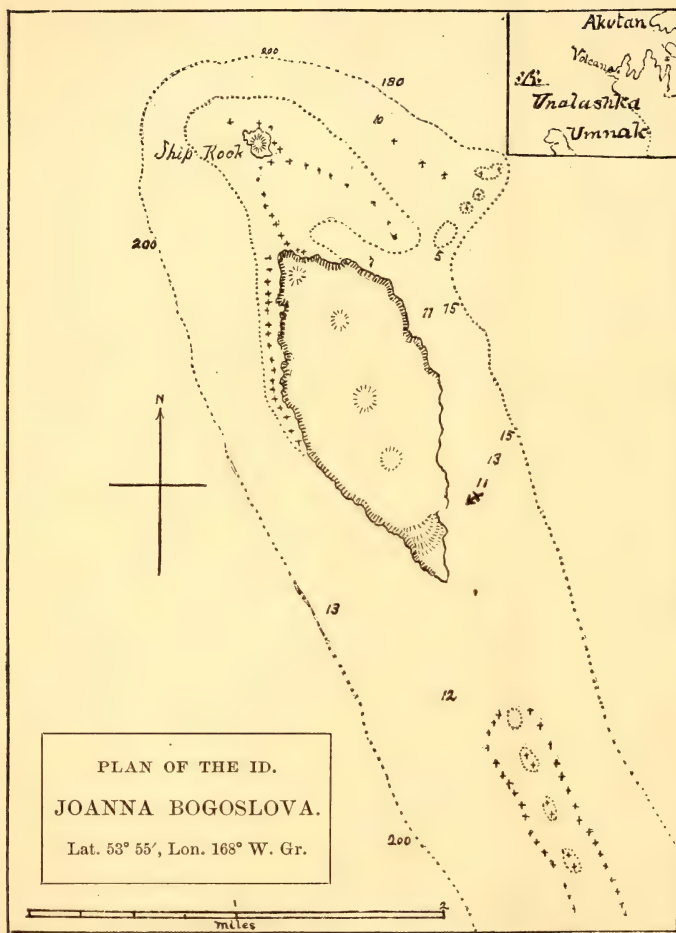 Akutan
Volcano
Unalashka
Umnak
200
180
10
Ship Rook
200
5
7
11 15
N
15
13
11
13
12
PLAN OF THE ID.
JOANNA BOGOSLOVA.
Lat. 53° 55′, Lon. 168° W. Gr.
200
1
2
miles